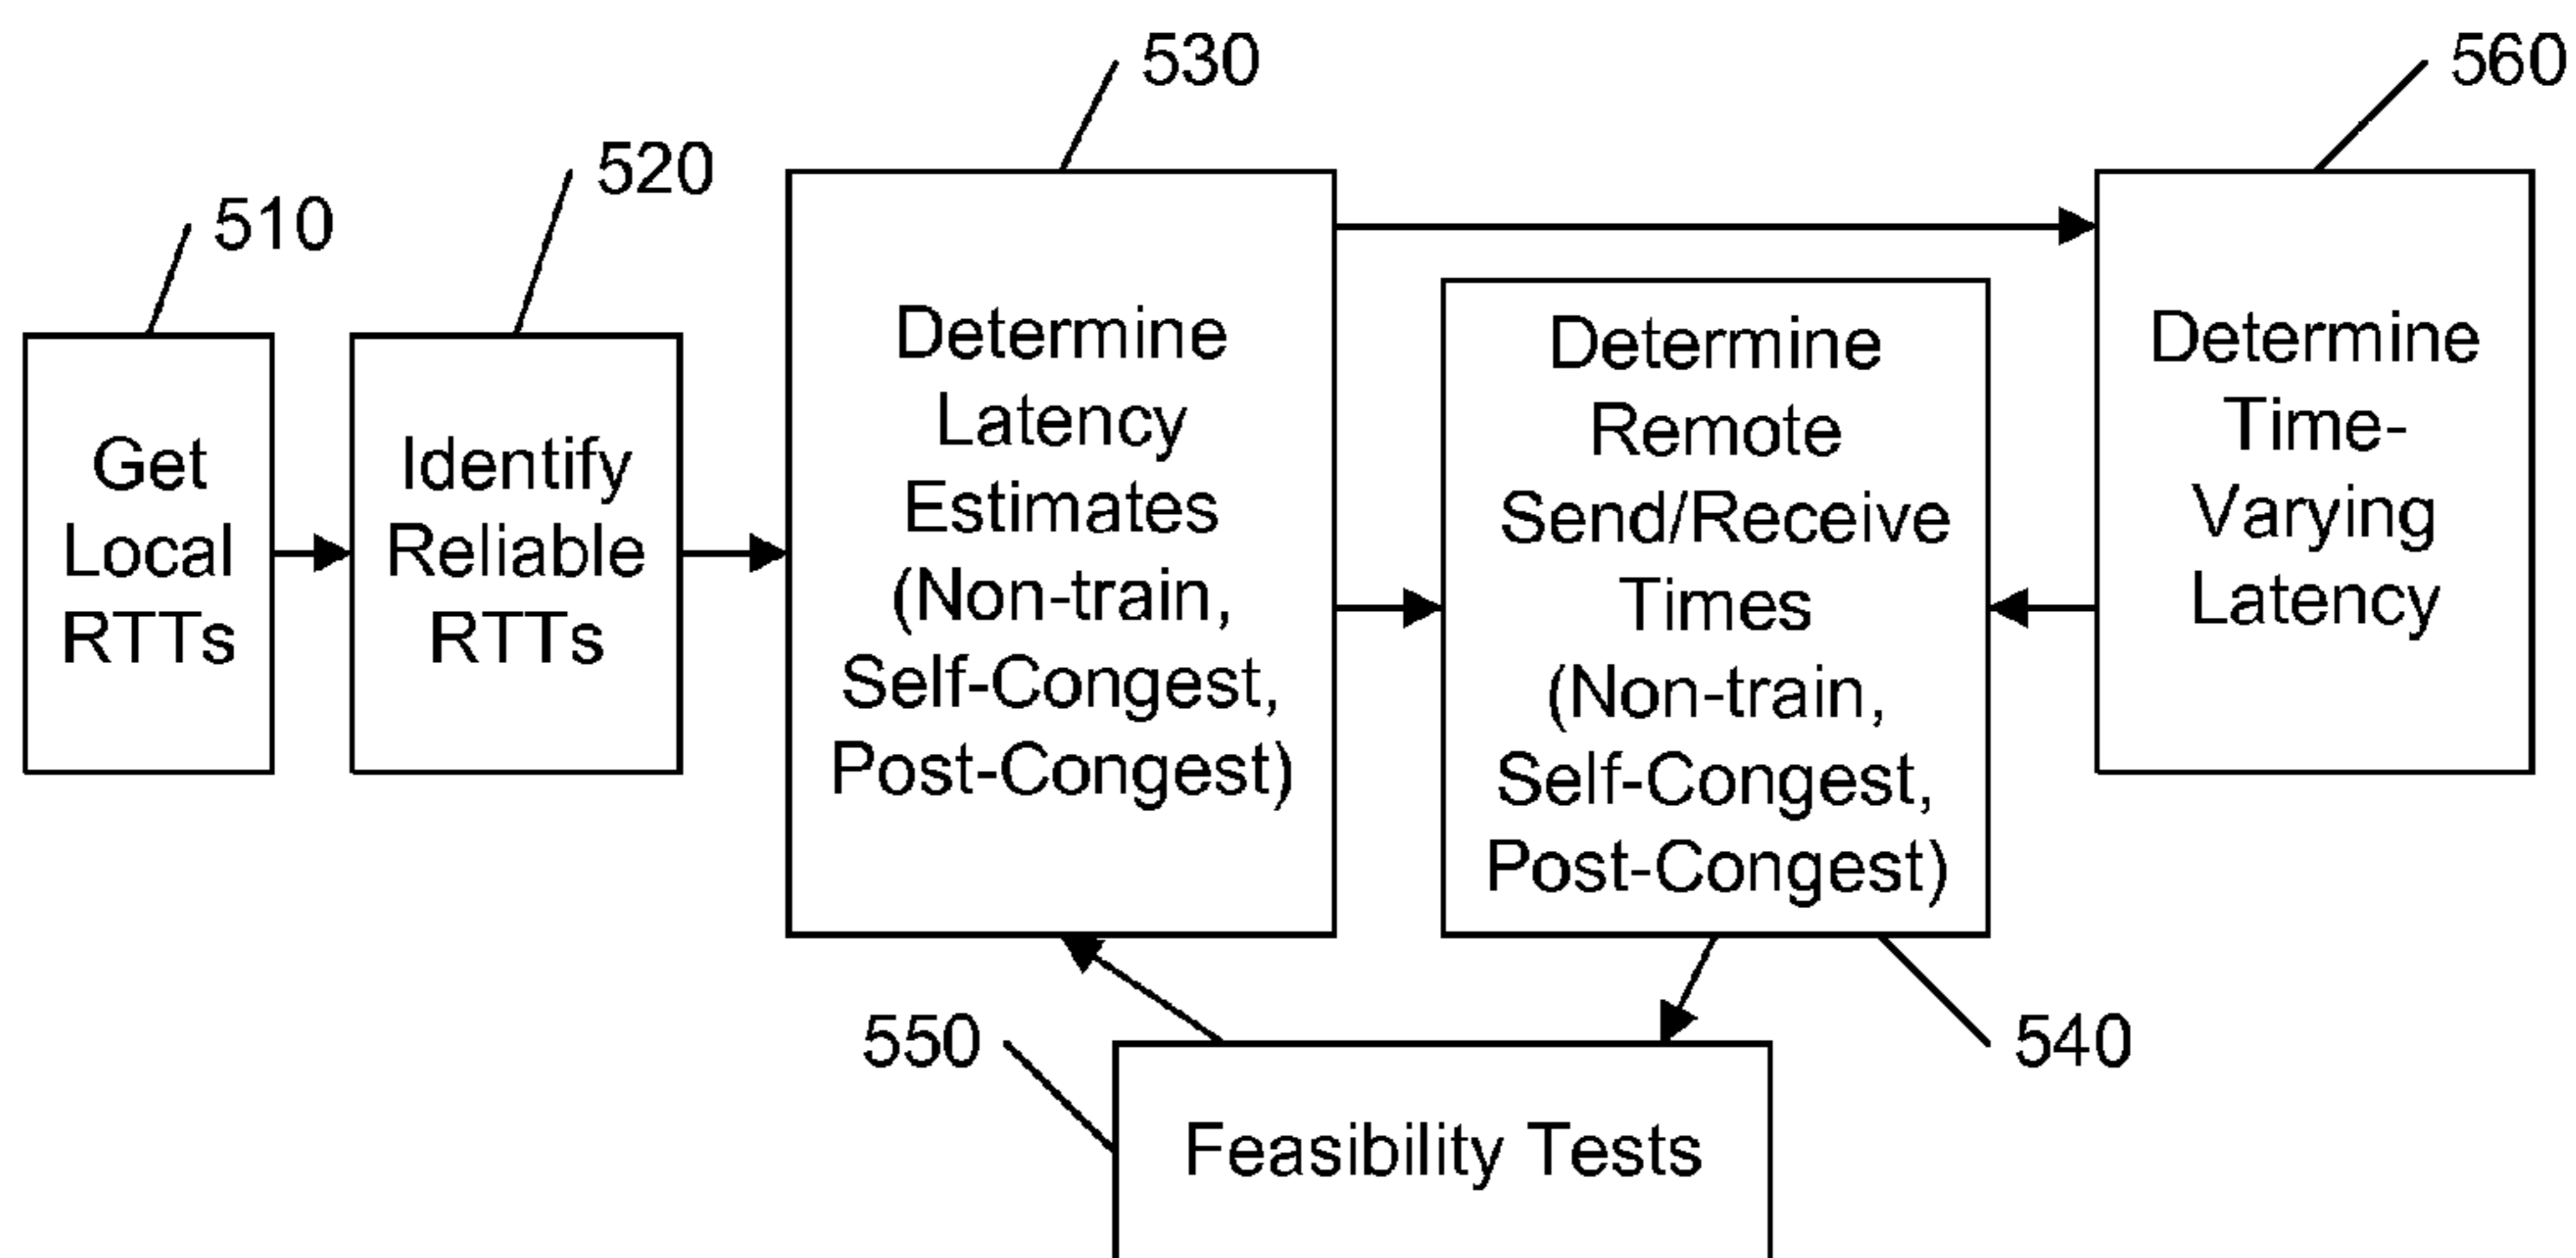 530
560
520
510
Get
Local
RTTs
Identify
Reliable
RTTs
Determine
Latency
Estimates
(Non-train,
Self-Congest,
Post-Congest)
Determine
Remote
Send/Receive
Times
(Non-train,
Self-Congest,
Post-Congest)
Determine
Time-
Varying
Latency
550
540
Feasibility Tests